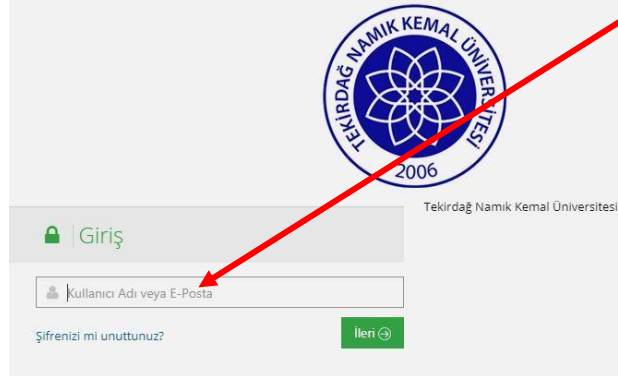 TEKİRDAĞ NAMIK KEMAL ÜNİVERSİTESİ
2006
Tekirdağ Namık Kemal Üniversitesi
Giriş
Kullanıcı Adı veya E-Posta
Şifrenizi mi unuttunuz?
İleri